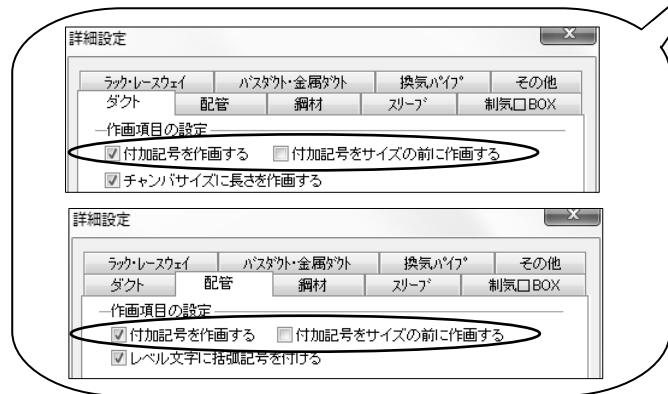 詳細設定
ラック・レースウェイ バスダクト・金属ダクト 換気パイプ その他
ダクト 配管 鋼材 スリーブ 制気口BOX
作画項目の設定
付加記号を作画する 付加記号をサイズの前に作画する
チャンバサイズに長さを作画する
詳細設定
ラック・レースウェイ バスダクト・金属ダクト 換気パイプ その他
ダクト 配管 鋼材 スリーブ 制気口BOX
作画項目の設定
付加記号を作画する 付加記号をサイズの前に作画する
レベル文字に括弧記号を付ける